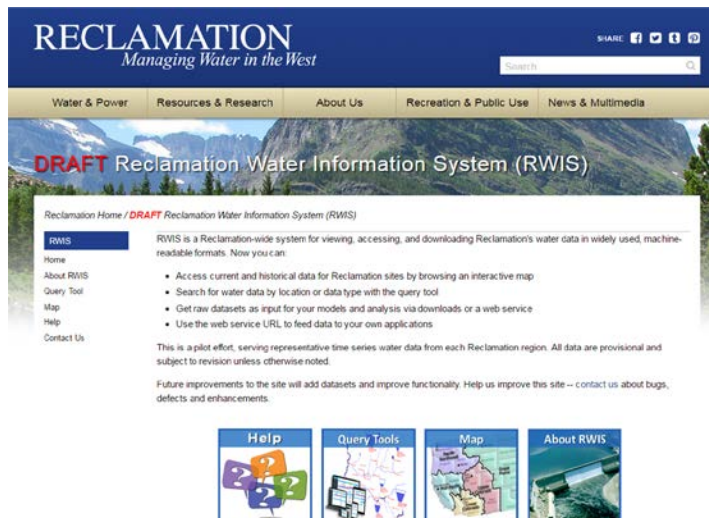 RECLAMATION
Managing Water in the West
SHARE
Search
Water & Power Resources & Research About Us Recreation & Public Use News & Multimedia
DRAFT Reclamation Water Information System (RWIS)
Reclamation Home / DRAFT Reclamation Water Information System (RWIS)
RWIS
Home
About RWIS
Query Tool
Map
Help
Contact Us
RWIS is a Reclamation-wide system for viewing, accessing, and downloading Reclamation's water data in widely used, machine-
readable formats. Now you can:
• Access current and historical data for Reclamation sites by browsing an interactive map
• Search for water data by location or data type with the query tool
• Get raw datasets as input for your models and analysis via downloads or a web service
• Use the web service URL to feed data to your own applications
This is a pilot effort, serving representative time series water data from each Reclamation region. All data are provisional and
subject to revision unless otherwise noted.
Future improvements to the site will add datasets and improve functionality. Help us improve this site -- contact us about bugs,
defects and enhancements.
Help Query Tools Map About RWIS